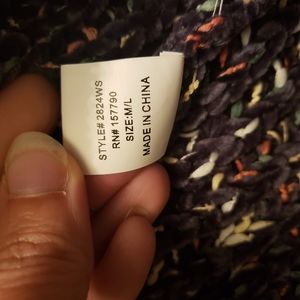 STYLE# 2824WS
RN# 157790
SIZE:M/L
MADE IN CHINA